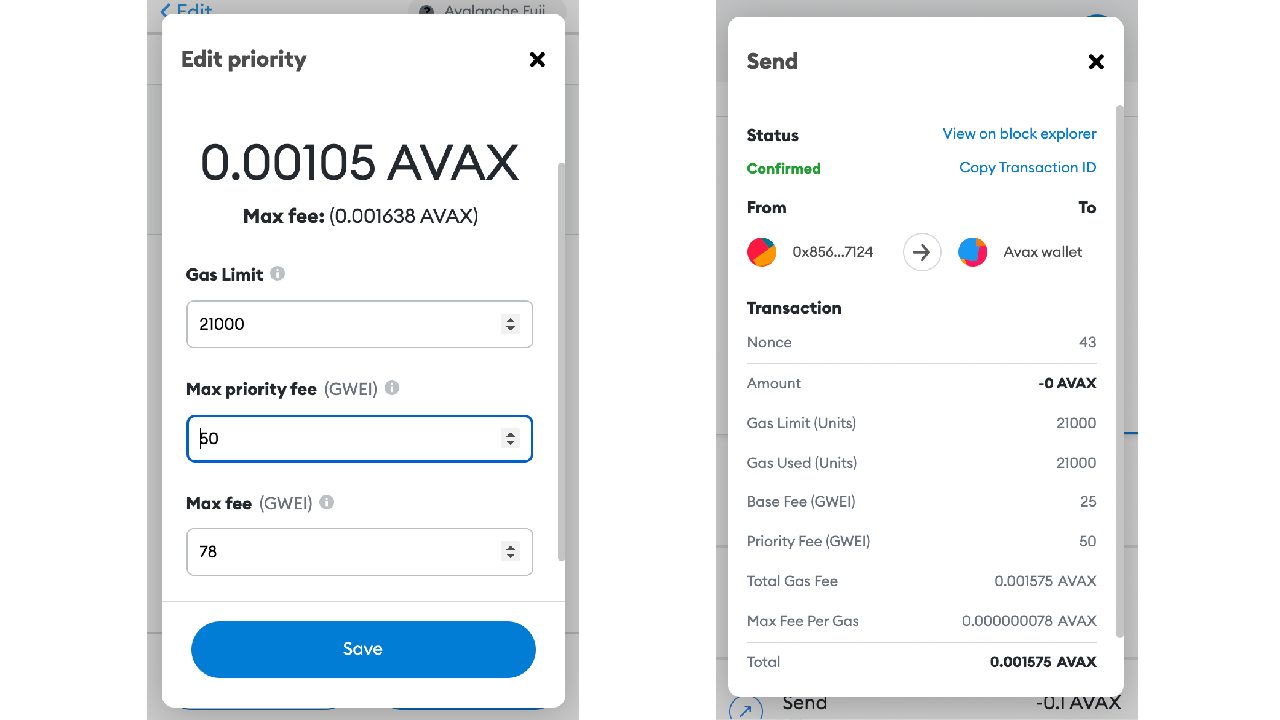 Edit
Avalanche Fuji
Edit priority
0.00105 AVAX
Max fee: (0.001638 AVAX)
Gas Limit
21000
Max priority fee (GWEI)
50
Max fee (GWEI)
78
Save
Send
Status
View on block explorer
Confirmed
Copy Transaction ID
From
To
0x856...7124
Avax wallet
Transaction
Nonce 43
Amount -0 AVAX
Gas Limit (Units) 21000
Gas Used (Units) 21000
Base Fee (GWEI) 25
Priority Fee (GWEI) 50
Total Gas Fee 0.001575 AVAX
Max Fee Per Gas 0.000000078 AVAX
Total 0.001575 AVAX
Send -0.1 AVAX